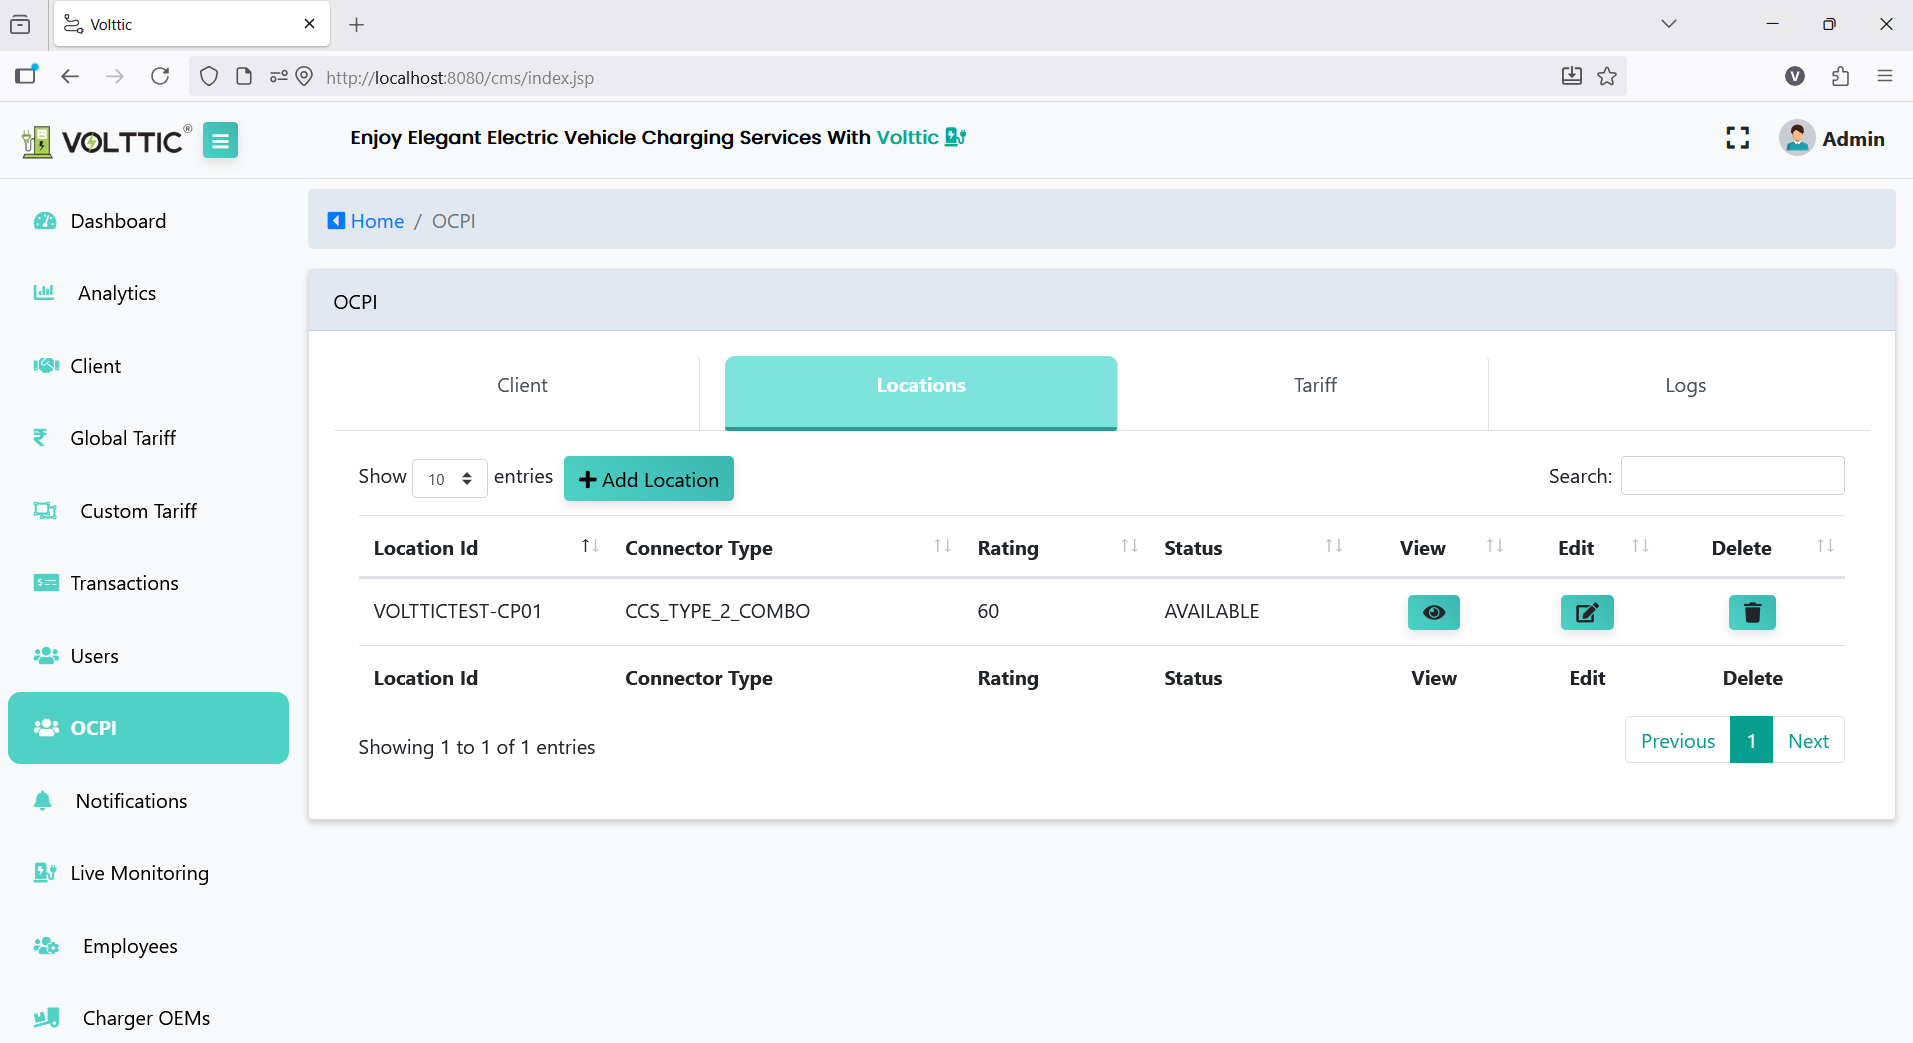 Volttic
http://localhost:8080/cms/index.jsp
V
VOLTTIC®
Enjoy Elegant Electric Vehicle Charging Services With Volttic
Admin
Dashboard
Analytics
Client
Global Tariff
Custom Tariff
Transactions
Users
OCPI
Notifications
Live Monitoring
Employees
Charger OEMs
Home / OCPI
OCPI
Client Locations Tariff Logs
Show 10 entries Add Location Search:
Location Id Connector Type Rating Status View Edit Delete
VOLTTICTEST-CP01 CCS_TYPE_2_COMBO 60 AVAILABLE
Location Id Connector Type Rating Status View Edit Delete
Showing 1 to 1 of 1 entries Previous 1 Next